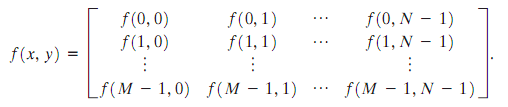 f(0, 0) f(0, 1) ⋯ f(0, N − 1)
f(1, 0) f(1, 1) ⋯ f(1, N − 1)
f(x, y) =
⋮ ⋮ ⋮
f(M − 1, 0) f(M − 1, 1) ⋯ f(M − 1, N − 1) .